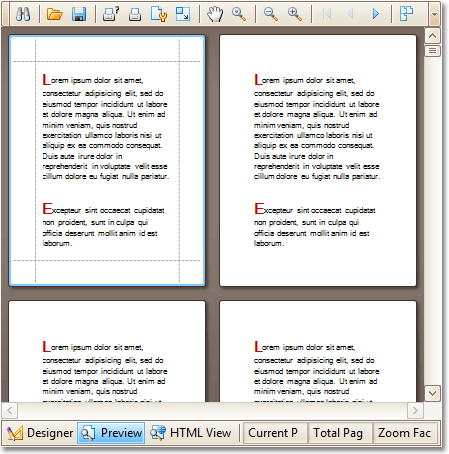 Lorem ipsum dolor sit amet,
consectetur adipisicing elit, sed do
eiusmod tempor incididunt ut labore
et dolore magna aliqua. Ut enim ad
minim veniam, quis nostrud
exercitation ullamco laboris nisi ut
aliquip ex ea commodo consequat.
Duis aute irure dolor in
reprehenderit in voluptate velit esse
cillum dolore eu fugiat nulla pariatur.
Excepteur sint occaecat cupidatat
non proident, sunt in culpa qui
officia deserunt mollit anim id est
laborum.
Lorem ipsum dolor sit amet,
consectetur adipisicing elit, sed do
eiusmod tempor incididunt ut labore
et dolore magna aliqua. Ut enim ad
minim veniam, quis nostrud
exercitation ullamco laboris nisi ut
aliquip ex ea commodo consequat.
Duis aute irure dolor in
reprehenderit in voluptate velit esse
cillum dolore eu fugiat nulla pariatur.
Excepteur sint occaecat cupidatat
non proident, sunt in culpa qui
officia deserunt mollit anim id est
laborum.
Lorem ipsum dolor sit amet,
consectetur adipisicing elit, sed do
eiusmod tempor incididunt ut labore
et dolore magna aliqua. Ut enim ad
minim veniam, quis nostrud
exercitation ullamco laboris nisi ut
Lorem ipsum dolor sit amet,
consectetur adipisicing elit, sed do
eiusmod tempor incididunt ut labore
et dolore magna aliqua. Ut enim ad
minim veniam, quis nostrud
exercitation ullamco laboris nisi ut
Designer Preview HTML View Current P Total Pag Zoom Fac